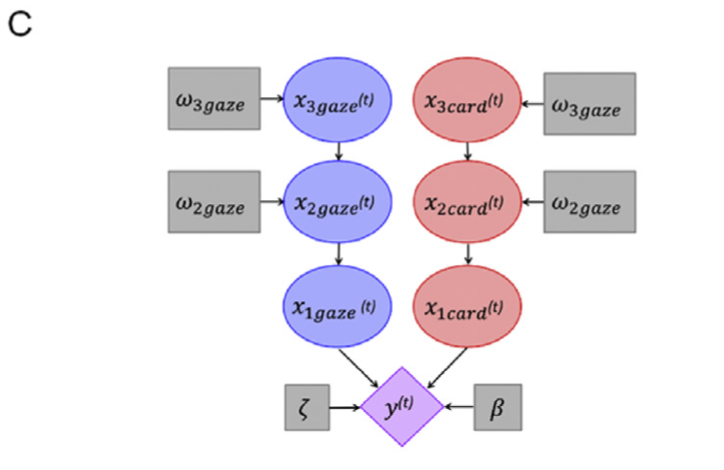 C
ω₃gaze x₃gaze⁽ᵗ⁾ x₃card⁽ᵗ⁾ ω₃gaze
ω₂gaze x₂gaze⁽ᵗ⁾ x₂card⁽ᵗ⁾ ω₂gaze
x₁gaze⁽ᵗ⁾ x₁card⁽ᵗ⁾
ζ y⁽ᵗ⁾ β